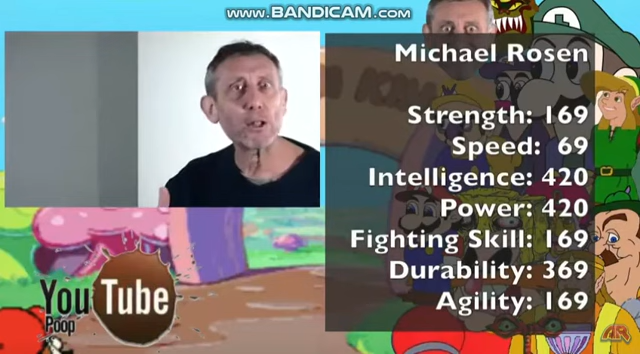 WWW.BANDICAM.COM
Michael Rosen
Strength: 169
Speed: 69
Intelligence: 420
Power: 420
Fighting Skill: 169
Durability: 369
Agility: 169
YouTube
Poop